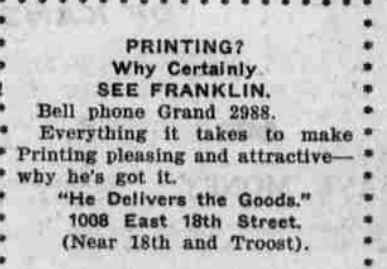 PRINTING?
Why Certainly.
SEE FRANKLIN.
Bell phone Grand 2988.
Everything it takes to make
Printing pleasing and attractive—
why he's got it.
"He Delivers the Goods."
1008 East 18th Street.
(Near 18th and Troost).